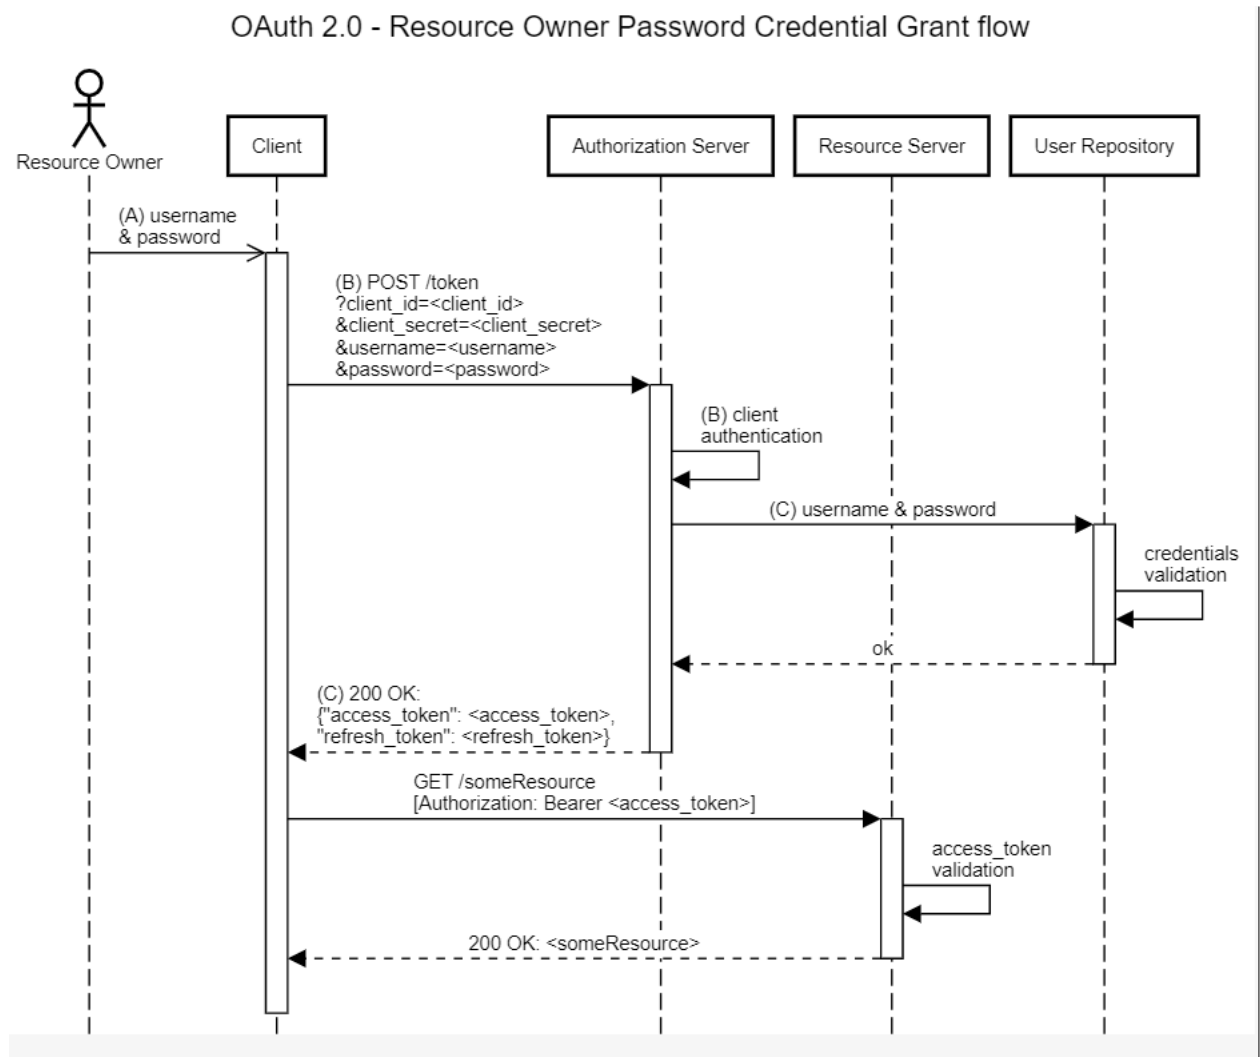 OAuth 2.0 - Resource Owner Password Credential Grant flow
Resource Owner
Client
Authorization Server
Resource Server
User Repository
(A) username
& password
(B) POST /token
?client_id=<client_id>
&client_secret=<client_secret>
&username=<username>
&password=<password>
(B) client
authentication
(C) username & password
credentials
validation
ok
(C) 200 OK:
{"access_token": <access_token>,
"refresh_token": <refresh_token>}
GET /someResource
[Authorization: Bearer <access_token>]
access_token
validation
200 OK: <someResource>